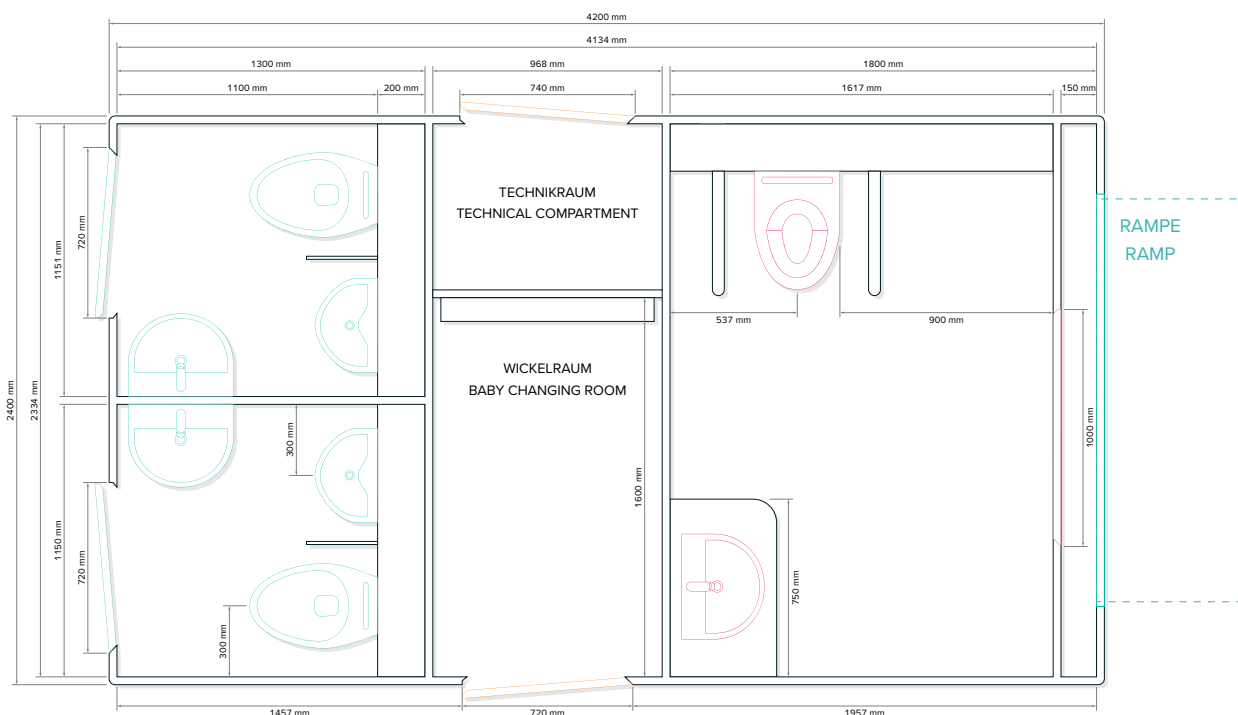 4200 mm
4134 mm
1300 mm
968 mm
1800 mm
1100 mm
200 mm
740 mm
1617 mm
150 mm
TECHNIKRAUM
TECHNICAL COMPARTMENT
RAMPE
RAMP
720 mm
1151 mm
537 mm
900 mm
WICKELRAUM
BABY CHANGING ROOM
2400 mm
2334 mm
1000 mm
300 mm
1600 mm
1150 mm
720 mm
750 mm
300 mm
1457 mm
720 mm
1957 mm